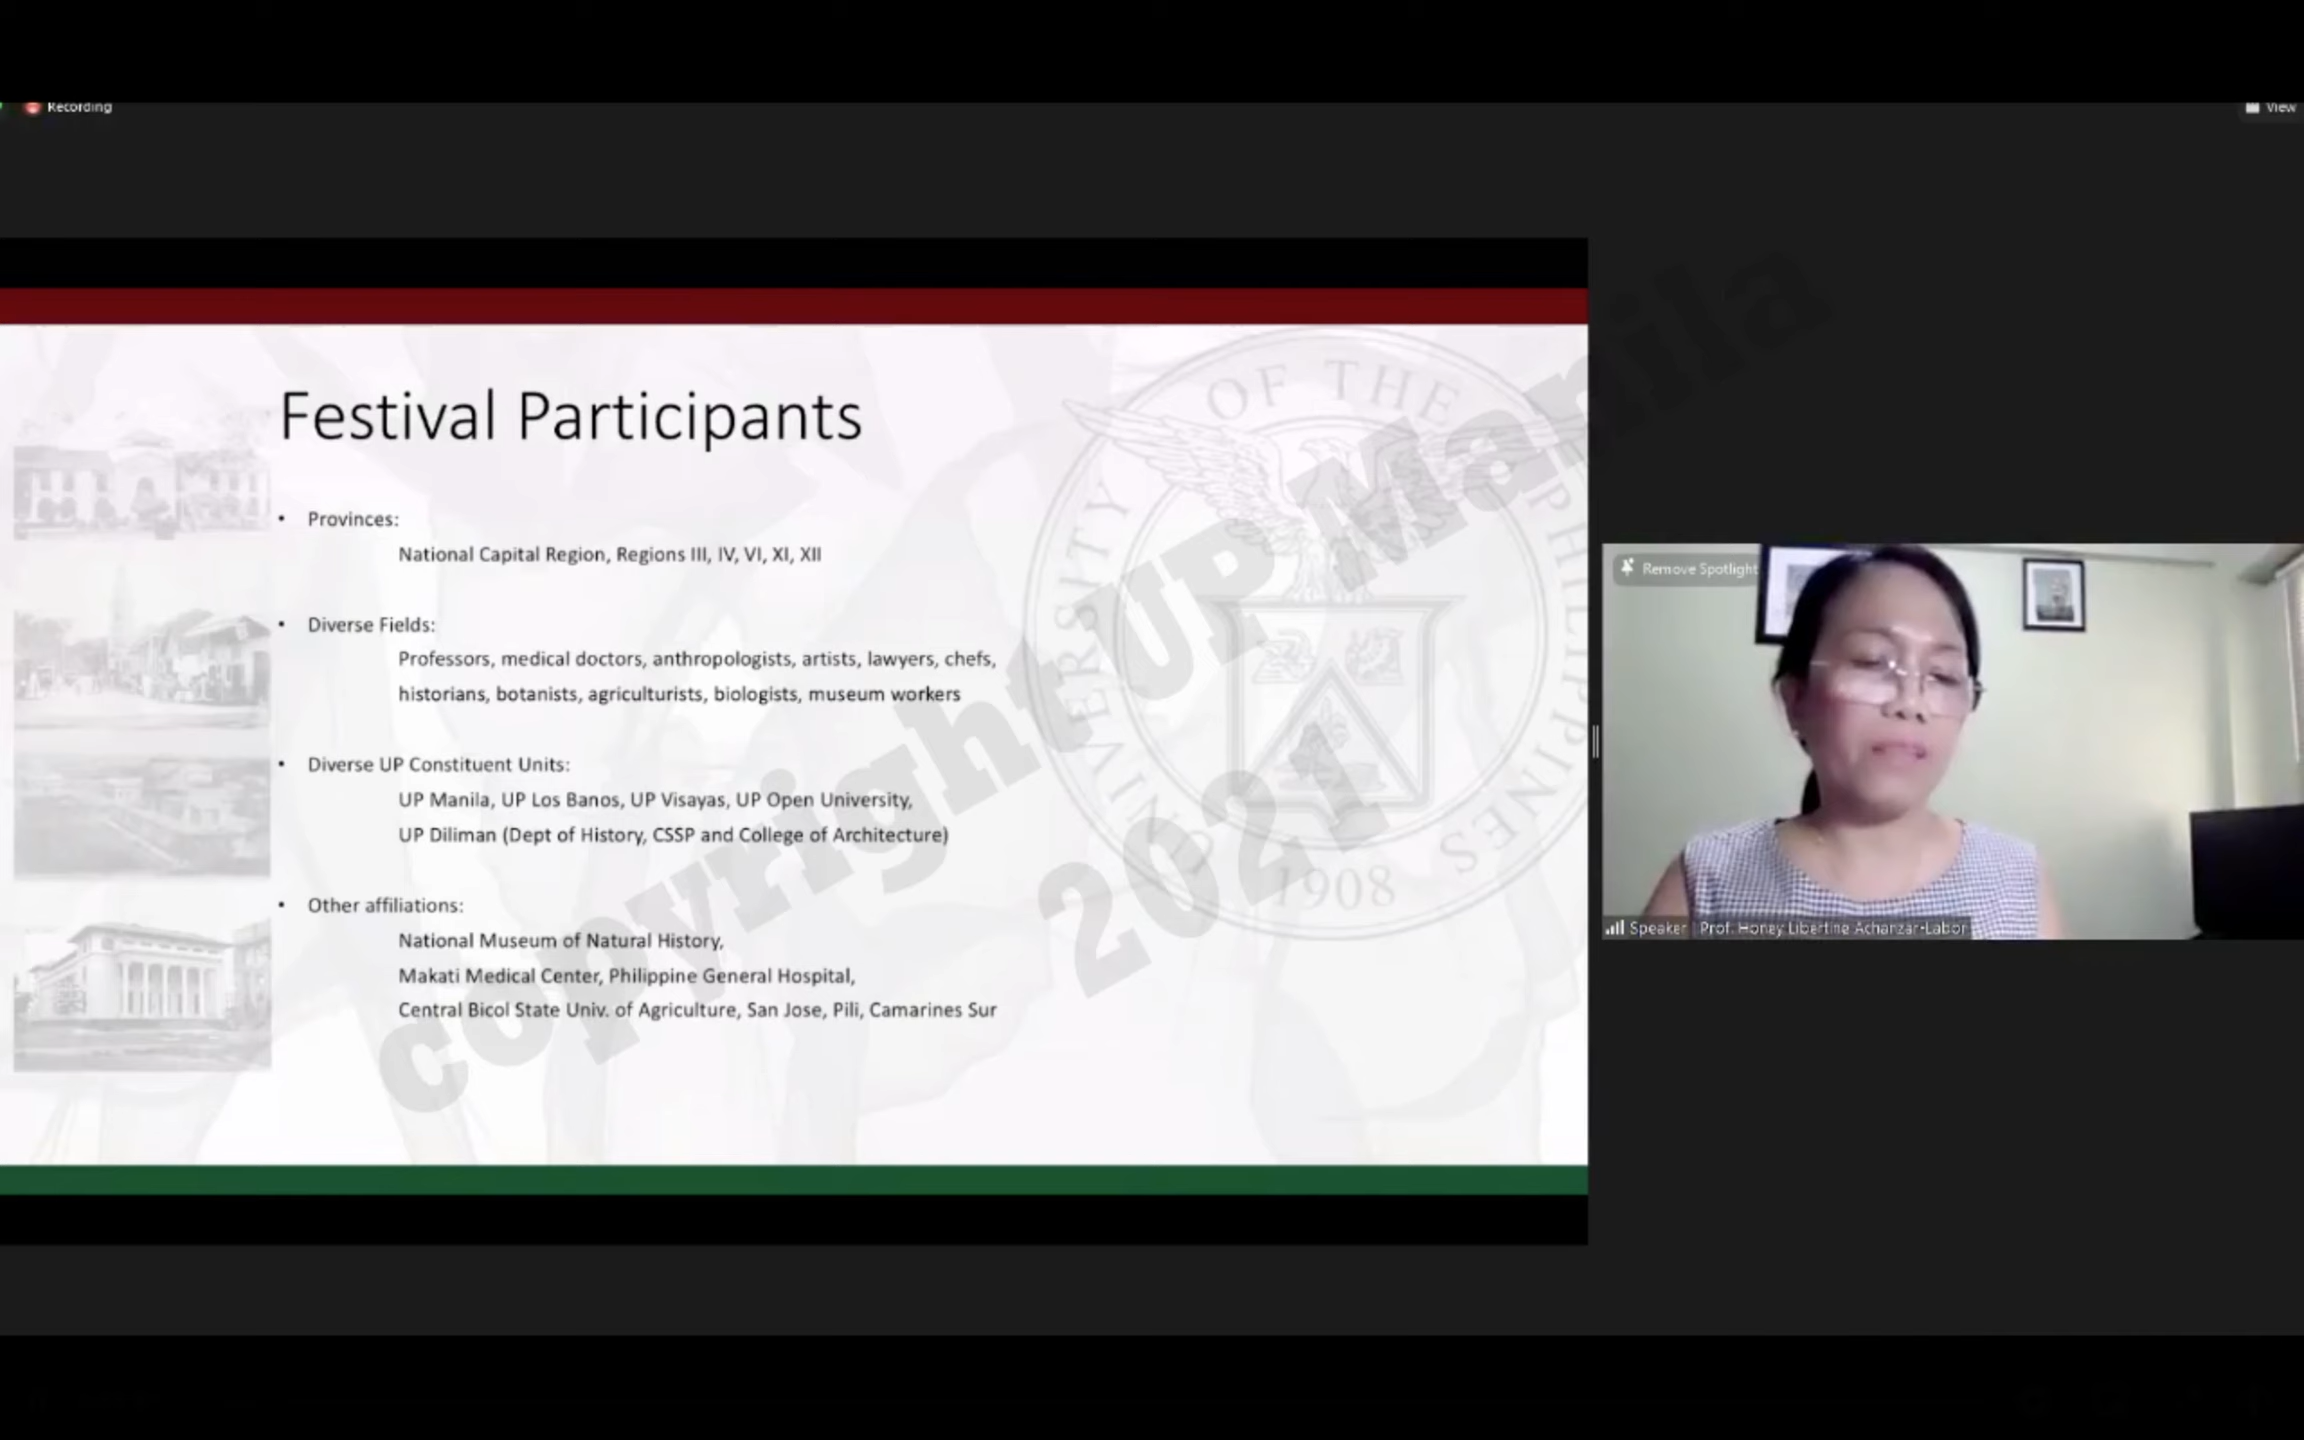 Recording
View
Festival Participants
• Provinces:
National Capital Region, Regions III, IV, VI, XI, XII
• Diverse Fields:
Professors, medical doctors, anthropologists, artists, lawyers, chefs,
historians, botanists, agriculturists, biologists, museum workers
• Diverse UP Constituent Units:
UP Manila, UP Los Banos, UP Visayas, UP Open University,
UP Diliman (Dept of History, CSSP and College of Architecture)
• Other affiliations:
National Museum of Natural History,
Makati Medical Center, Philippine General Hospital,
Central Bicol State Univ. of Agriculture, San Jose, Pili, Camarines Sur
UNIVERSITY OF THE PHILIPPINES
1908
copyright UP Manila
2021
Remove Spotlight
Speaker | Prof. Honey Libertine Achanzar-Labor